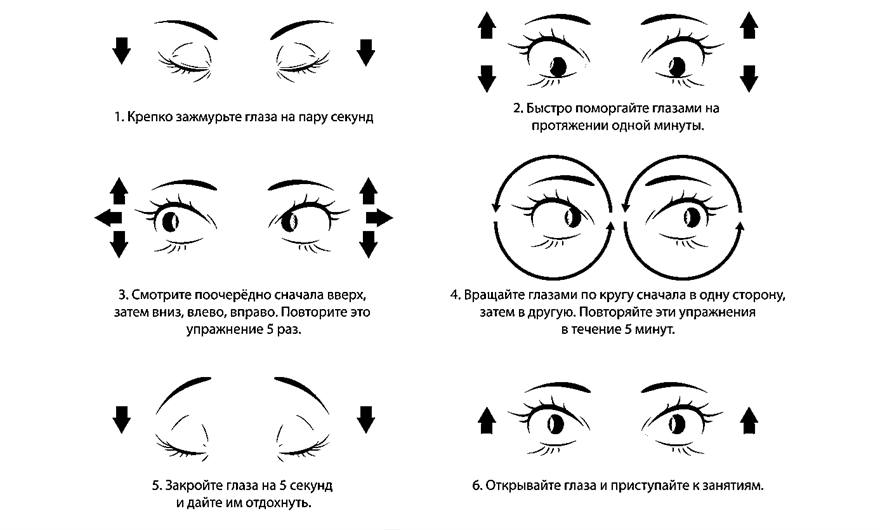 1. Крепко зажмурьте глаза на пару секунд
2. Быстро поморгайте глазами на
протяжении одной минуты.
3. Смотрите поочерёдно сначала вверх,
затем вниз, влево, вправо. Повторите это
упражнение 5 раз.
4. Вращайте глазами по кругу сначала в одну сторону,
затем в другую. Повторяйте эти упражнения
в течение 5 минут.
5. Закройте глаза на 5 секунд
и дайте им отдохнуть.
6. Открывайте глаза и приступайте к занятиям.